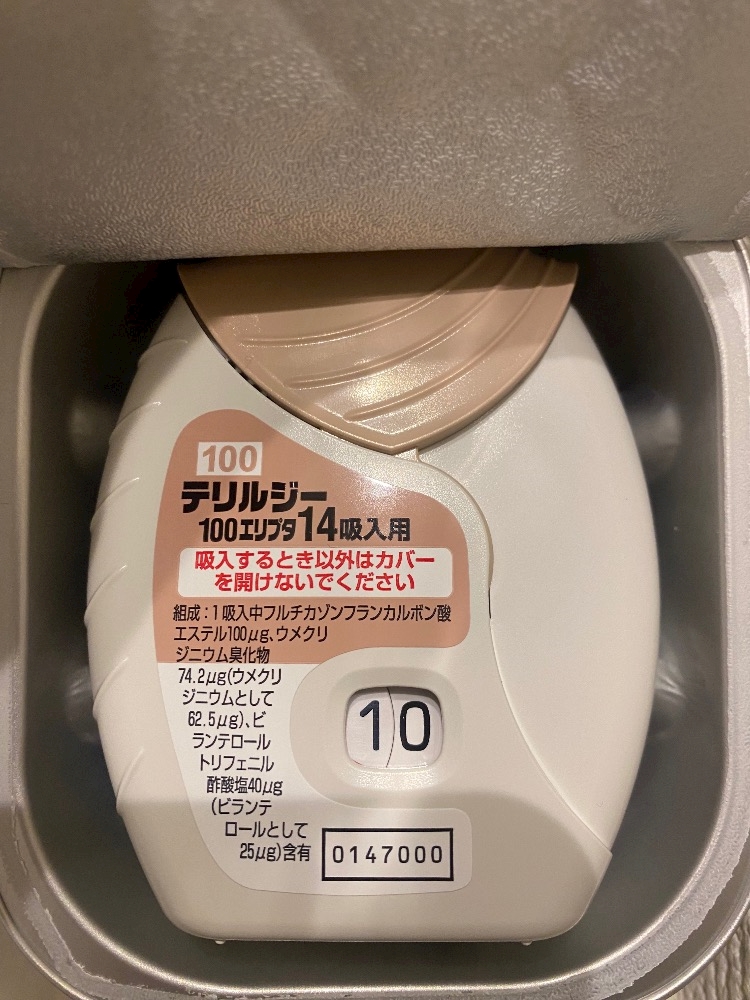 100
テリルジー
100エリプタ14吸入用
吸入するとき以外はカバー
を開けないでください
組成:1吸入中フルチカゾンフランカルボン酸
エステル100μg、ウメクリ
ジニウム臭化物
74.2μg(ウメクリ
ジニウムとして
62.5μg)、ビ
ランテロール
トリフェニル
酢酸塩40μg
(ビランテ
ロールとして
25μg)含有
10
0147000